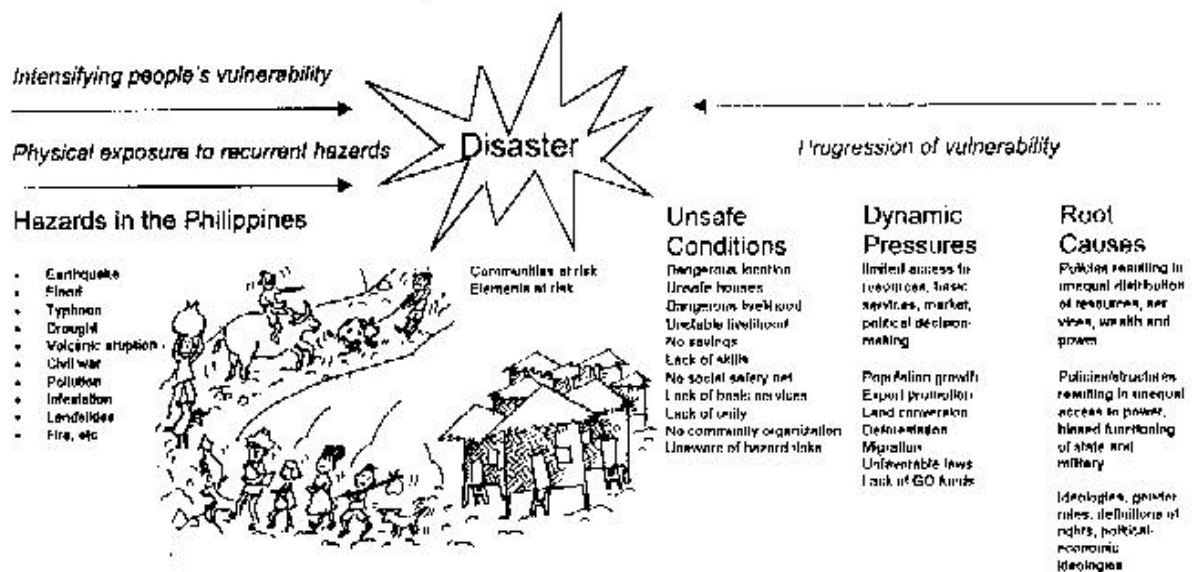 Intensifying people's vulnerability
Physical exposure to recurrent hazards
Disaster
Progression of vulnerability
Hazards in the Philippines
• Earthquake
• Flood
• Typhoon
• Drought
• Volcanic eruption
• Civil war
• Pollution
• Infestation
• Landslides
• Fire, etc
Communities at risk
Elements at risk
Unsafe
Conditions
Dangerous location
Unsafe houses
Dangerous livelihood
Unstable livelihood
No savings
Lack of skills
No social safety net
Lack of basic services
Lack of unity
No community organization
Unaware of hazard risks
Dynamic
Pressures
limited access to
resources, basic
services, market,
political decision-
making
Population growth
Export promotion
Land conversion
Deforestation
Migration
Unfavorable laws
Lack of GO funds
Root
Causes
Policies resulting in
unequal distribution
of resources, ser
vices, wealth and
power
Policies/structures
resulting in unequal
access to power,
biased functioning
of state and
military
Ideologies, gender
roles, definitions of
rights, political-
economic
ideologies